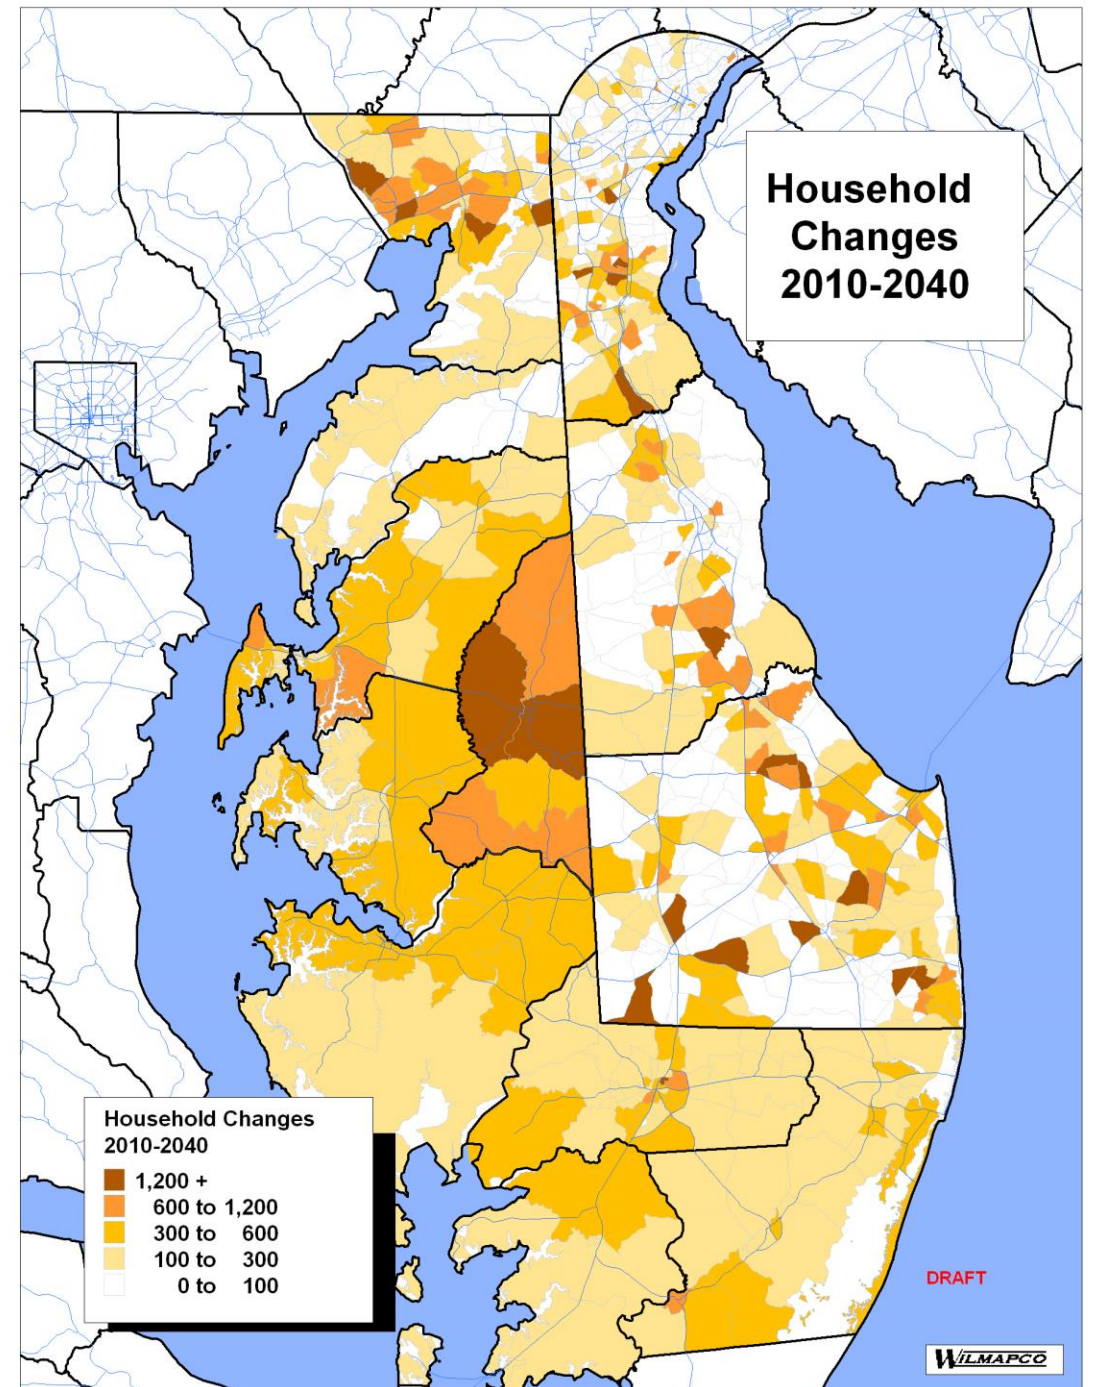 Household
Changes
2010-2040
Household Changes
2010-2040
1,200 +
600 to 1,200
300 to 600
100 to 300
0 to 100
DRAFT
WILMAPCO